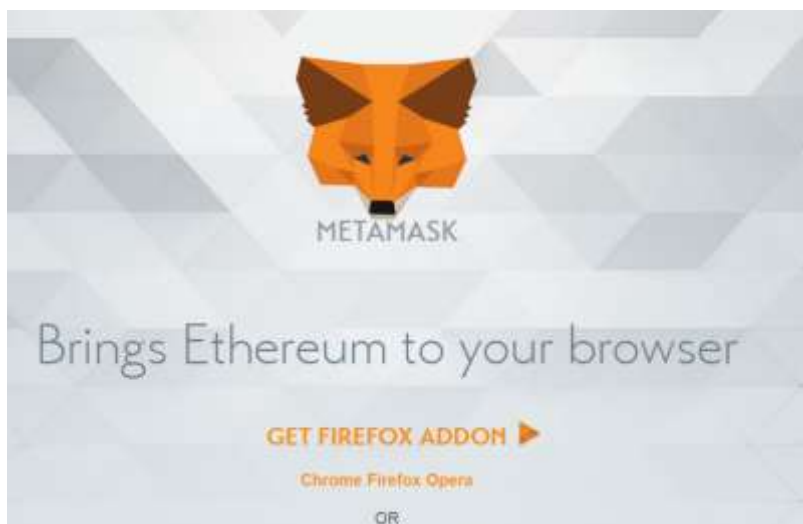 METAMASK
Brings Ethereum to your browser
GET FIREFOX ADDON
Chrome Firefox Opera
OR